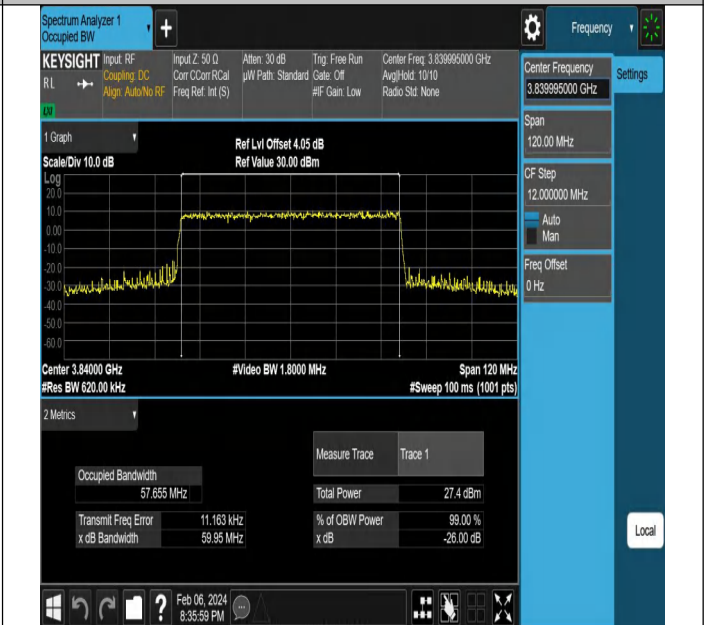 Spectrum Analyzer 1
Occupied BW
+
Frequency
KEYSIGHT
RL
Input: RF
Coupling: DC
Align: Auto/No RF
Input Z: 50 Ω
Corr CCorr RCal
Freq Ref: Int (S)
Atten: 30 dB
µW Path: Standard
Trig: Free Run
Gate: Off
#IF Gain: Low
Center Freq: 3.839995000 GHz
Avg|Hold: 10/10
Radio Std: None
Center Frequency
3.839995000 GHz
Settings
Span
120.00 MHz
CF Step
12.000000 MHz
Auto
Man
Freq Offset
0 Hz
1 Graph
Scale/Div 10.0 dB
Ref Lvl Offset 4.05 dB
Ref Value 30.00 dBm
Log
20.0
10.0
0.00
-10.0
-20.0
-30.0
-40.0
-50.0
-60.0
Center 3.84000 GHz
#Res BW 620.00 kHz
#Video BW 1.8000 MHz
Span 120 MHz
#Sweep 100 ms (1001 pts)
2 Metrics
Measure Trace Trace 1
Occupied Bandwidth
57.655 MHz
Total Power 27.4 dBm
Transmit Freq Error 11.163 kHz
% of OBW Power 99.00 %
x dB Bandwidth 59.95 MHz
x dB -26.00 dB
Local
?
Feb 06, 2024
8:35:59 PM